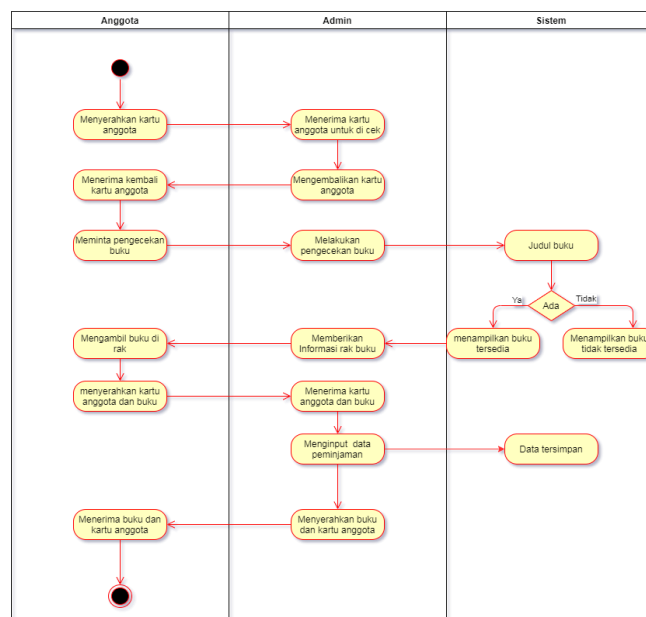 Anggota
Admin
Sistem
Menyerahkan kartu
anggota
Menerima kartu
anggota untuk di cek
Menerima kembali
kartu anggota
Mengembalikan kartu
anggota
Meminta pengecekan
buku
Melakukan
pengecekan buku
Judul buku
Ada
Ya
Tidak
Mengambil buku di
rak
Memberikan
Informasi rak buku
menampilkan buku
tersedia
Menampilkan buku
tidak tersedia
menyerahkan kartu
anggota dan buku
Menerima kartu
anggota dan buku
Menginput data
peminjaman
Data tersimpan
Menerima buku dan
kartu anggota
Menyerahkan buku
dan kartu anggota